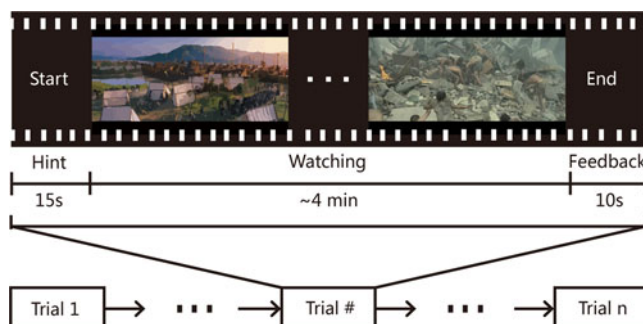 Start
End
Hint
Watching
Feedback
15s
~4 min
10s
Trial 1
Trial #
Trial n